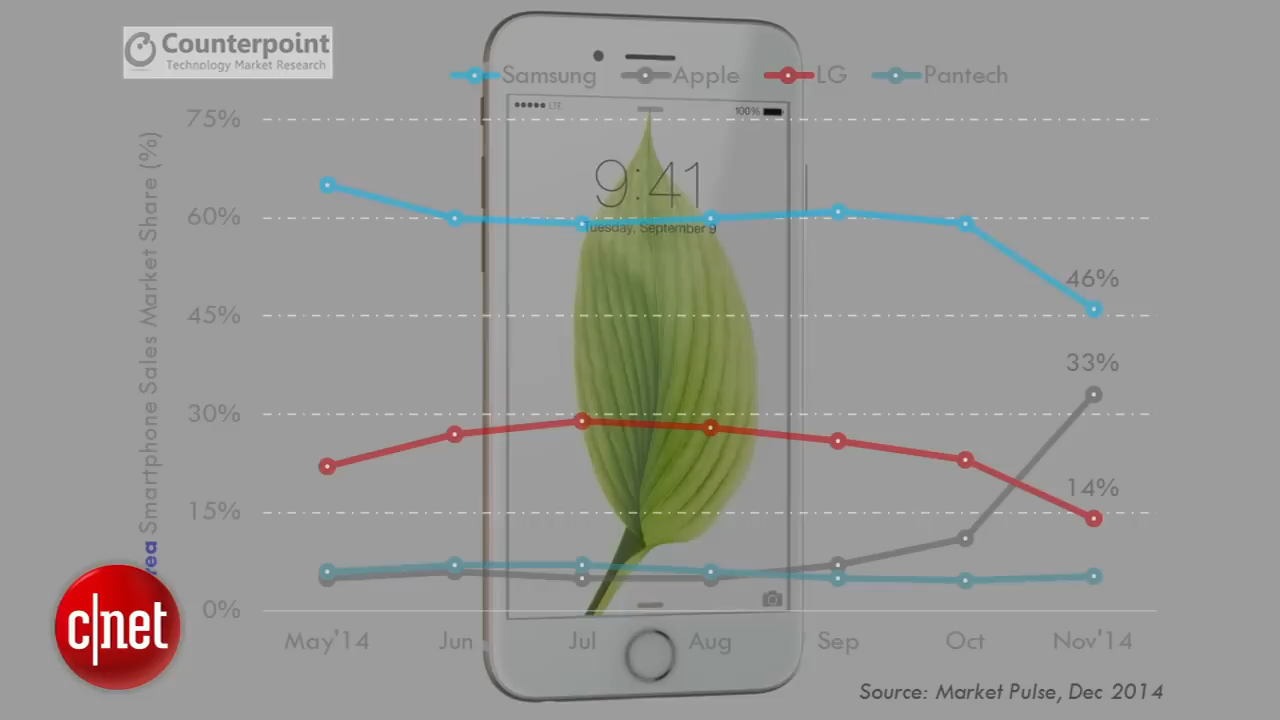 Counterpoint
Technology Market Research
Samsung Apple LG Pantech
LTE 100%
9:41
Tuesday, September 9
Smartphone Sales Market Share (%)
75%
60%
45%
30%
15%
0%
46%
33%
14%
May'14 Jun Jul Aug Sep Oct Nov'14
Source: Market Pulse, Dec 2014
c|net